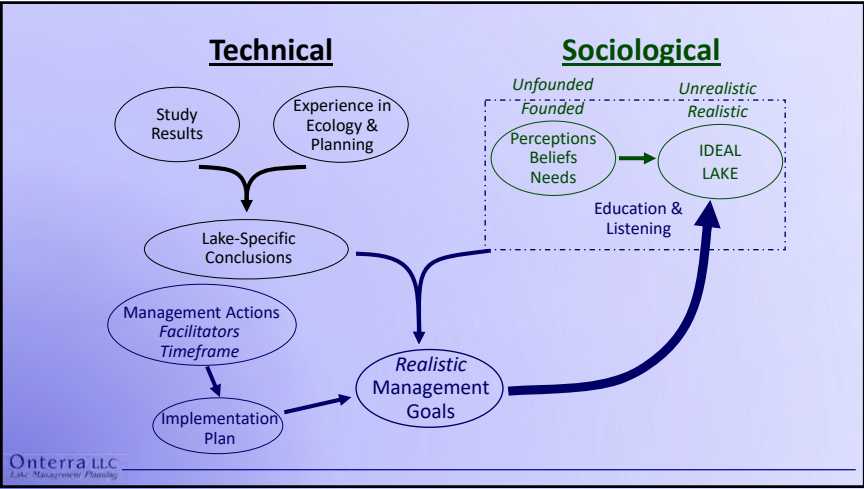 Technical
Sociological
Study
Results
Experience in
Ecology &
Planning
Unfounded
Founded
Unrealistic
Realistic
Perceptions
Beliefs
Needs
IDEAL
LAKE
Education &
Listening
Lake-Specific
Conclusions
Management Actions
Facilitators
Timeframe
Realistic
Management
Goals
Implementation
Plan
Onterra LLC
Lake Management Planning